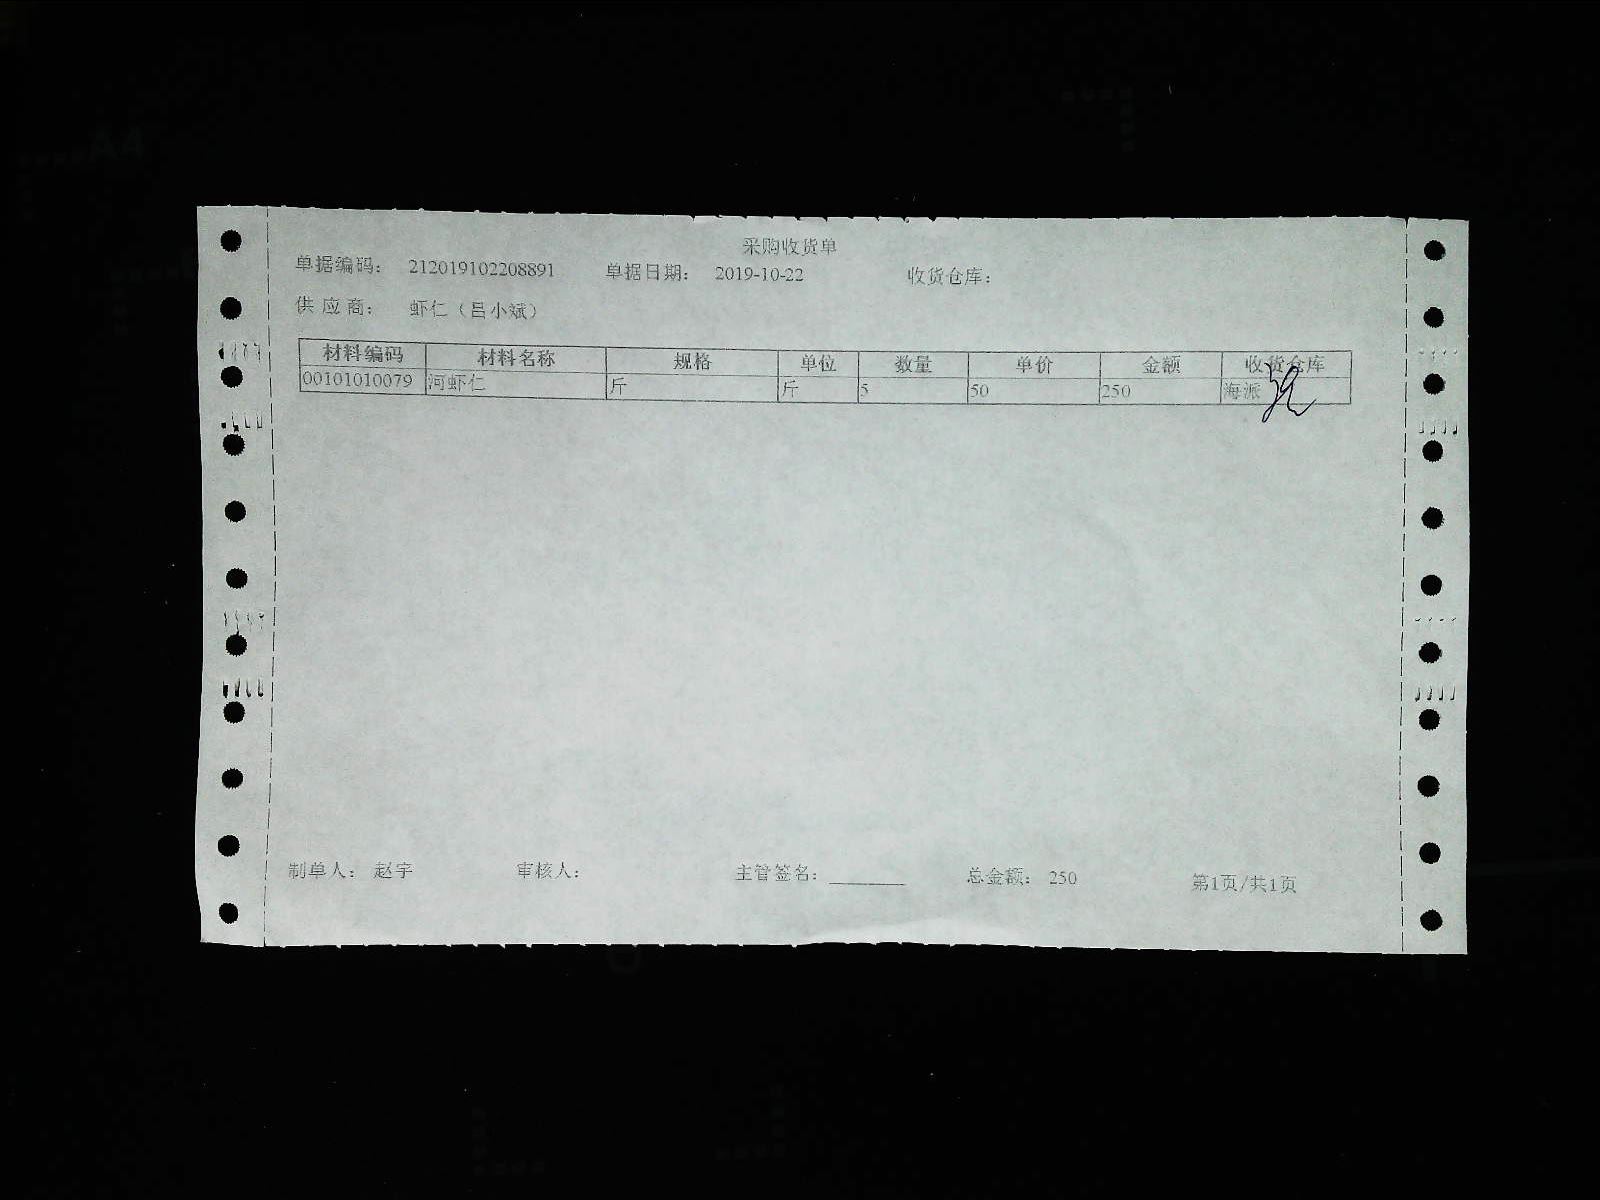 采购收货单
单据编码： 212019102208891 单据日期： 2019-10-22 收货仓库：
供 应 商： 虾仁（吕小斌）
材料编码 材料名称 规格 单位 数量 单价 金额 收货仓库
00101010079 河虾仁 斤 斤 5 50 250 海派
制单人： 赵宇 审核人： 主管签名：________ 总金额： 250 第1页/共1页